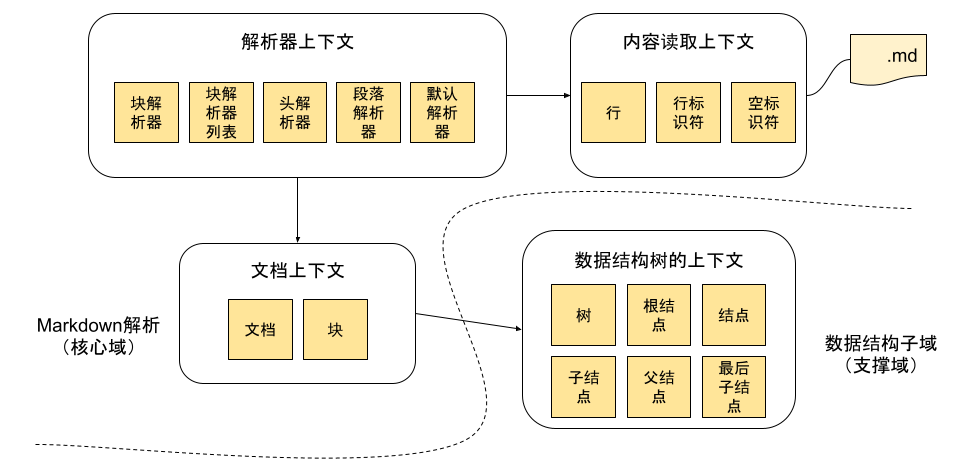 解析器上下文
块解
析器
块解
析器
列表
头解
析器
段落
解析
器
默认
解析
器
内容读取上下文
行
行标
识符
空标
识符
.md
文档上下文
文档
块
Markdown解析
（核心域）
数据结构树的上下文
树
根结
点
结点
子结
点
父结
点
最后
子结
点
数据结构子域
（支撑域）